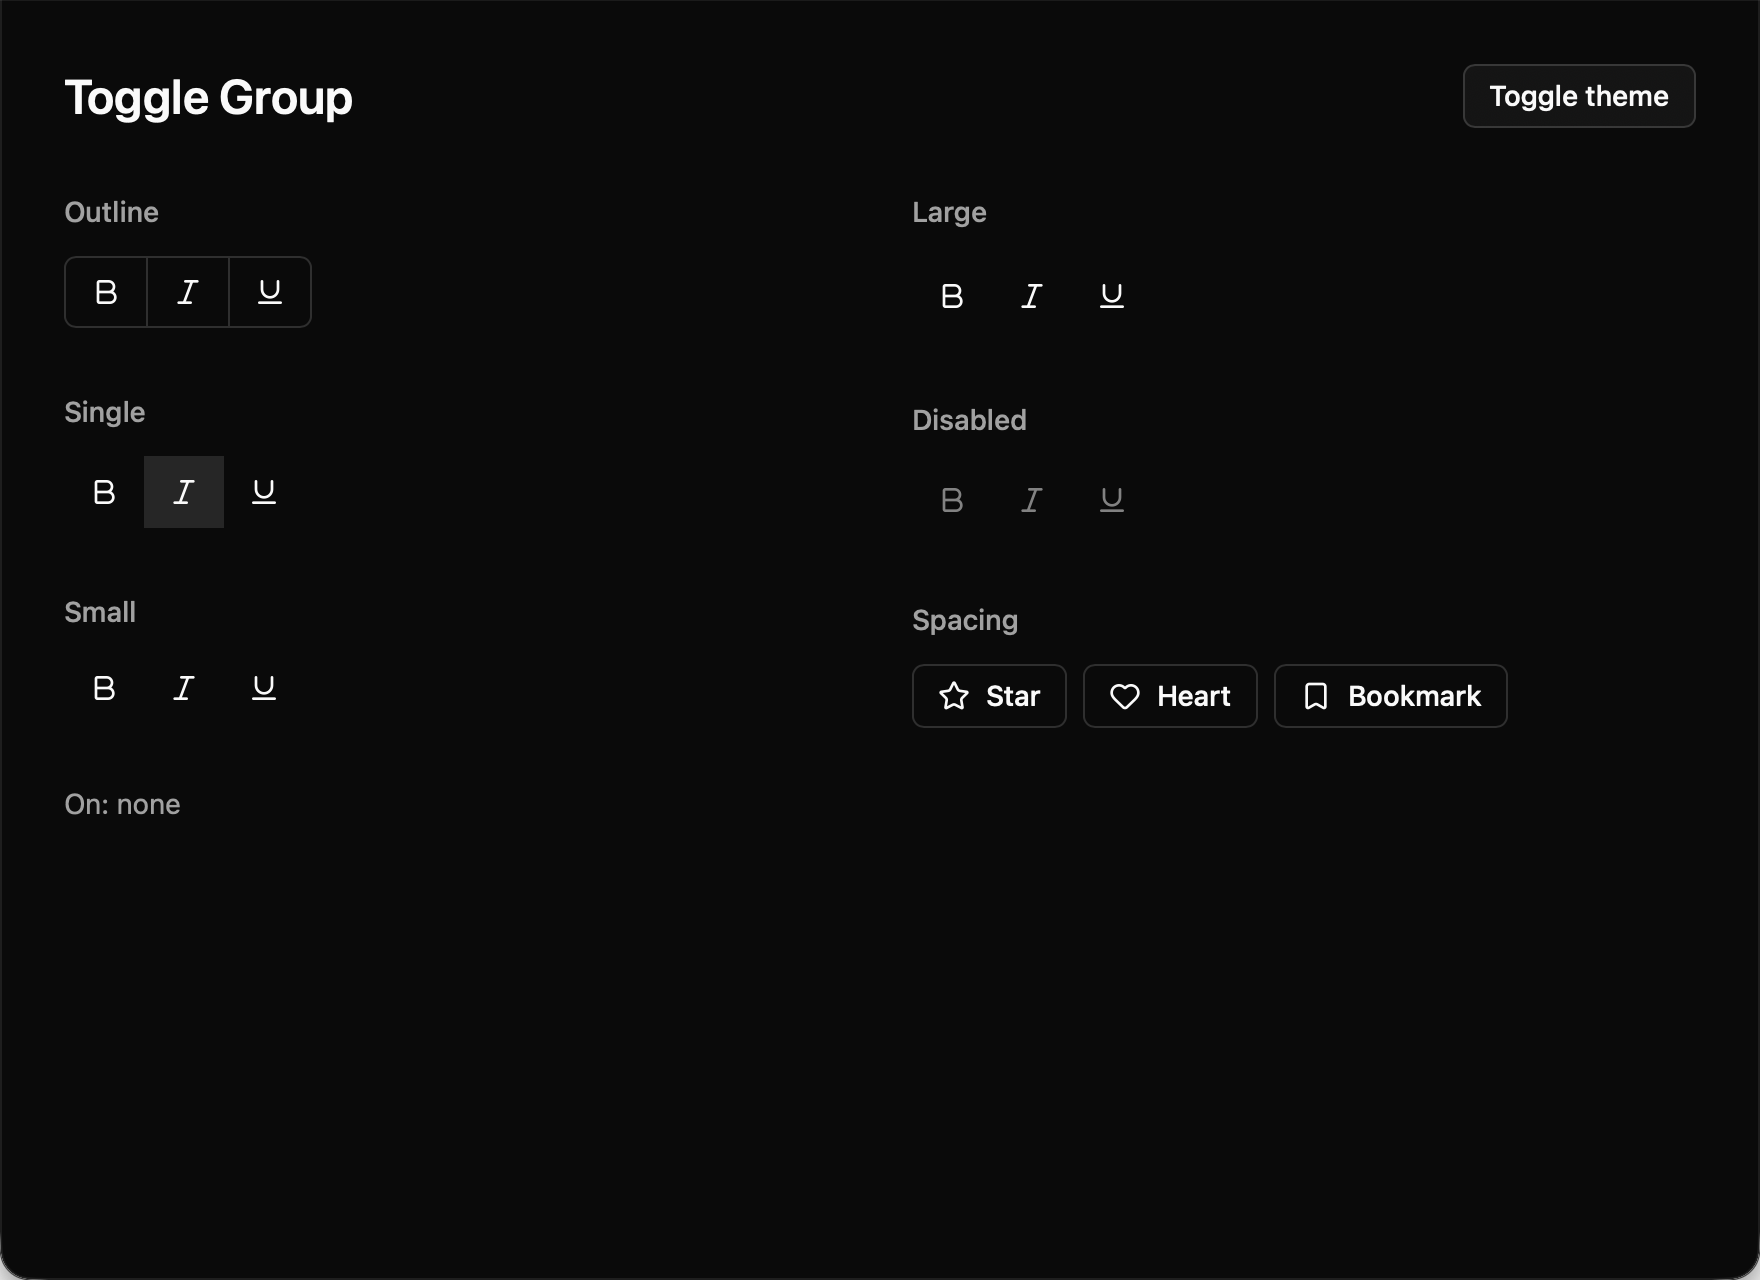 Toggle Group
Toggle theme
Outline
B I U
Single
B I U
Small
B I U
On: none
Large
B I U
Disabled
B I U
Spacing
Star Heart Bookmark